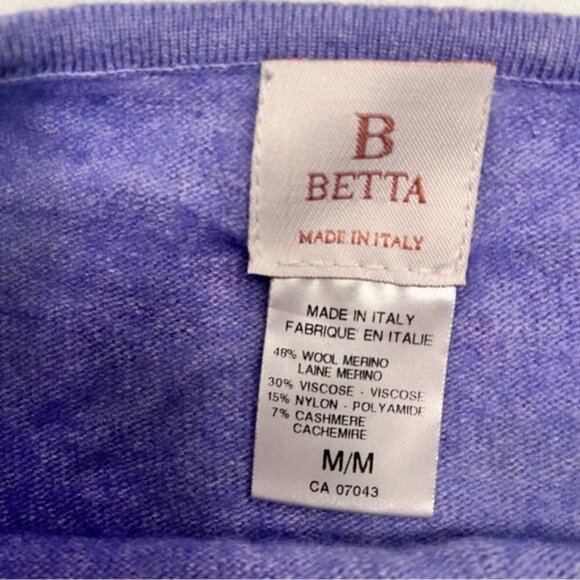 B
BETTA
MADE IN ITALY
MADE IN ITALY
FABRIQUE' EN ITALIE
48% WOOL MERINO
LAINE MERINO
30% VISCOSE - VISCOSE
15% NYLON - POLYAMIDE
7% CASHMERE
CACHEMIRE
M/M
CA 07043